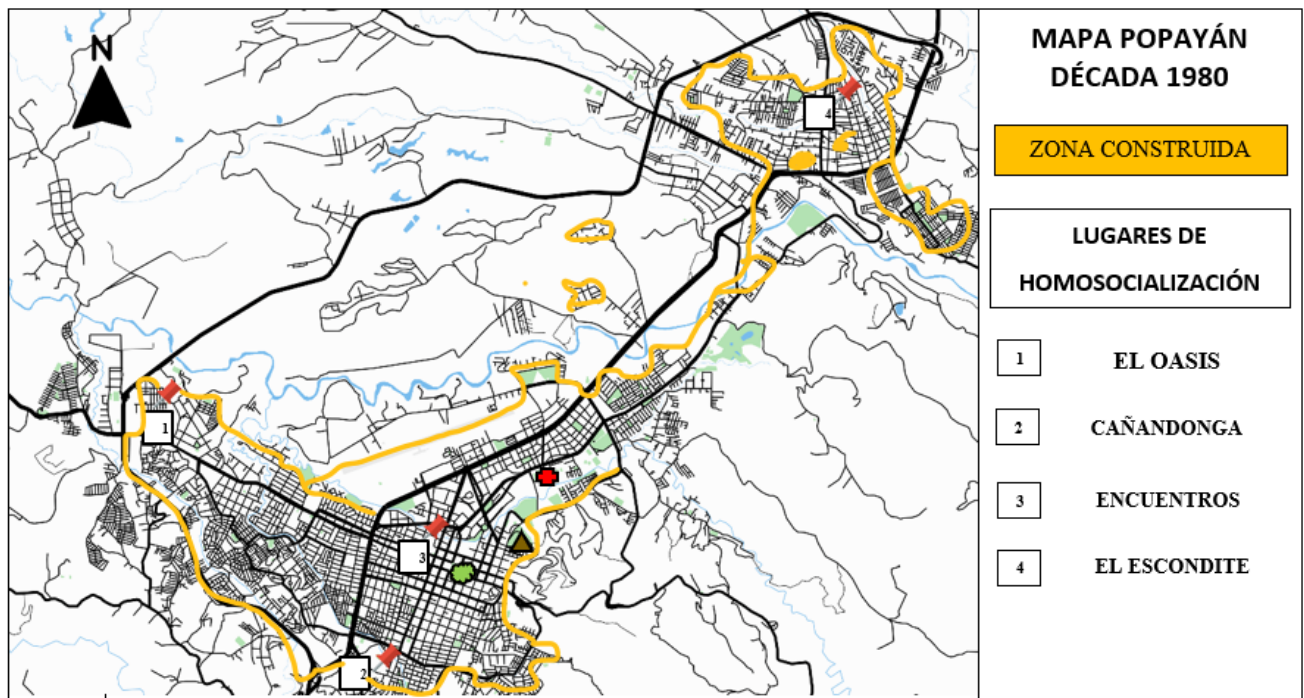 N
4
1
3
2
MAPA POPAYÁN
DÉCADA 1980
ZONA CONSTRUIDA
LUGARES DE
HOMOSOCIALIZACIÓN
1 EL OASIS
2 CAÑANDONGA
3 ENCUENTROS
4 EL ESCONDITE